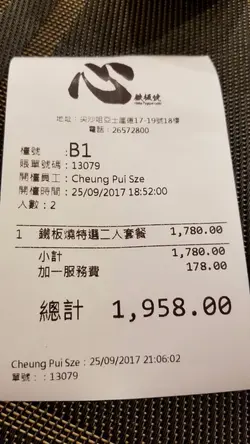 心
地址：尖沙咀亞士厘道17-19號18樓
電話：26572800
檯號 :B1
賬單號碼：13079
開檯員工：Cheung Pui Sze
開檯時間：25/09/2017 18:52:00
人數：2
1 鐵板燒特選二人套餐 1,780.00
小計 1,780.00
加一服務費 178.00
總計 1,958.00
Cheung Pui Sze：25/09/2017 21:06:02
單號：：13079